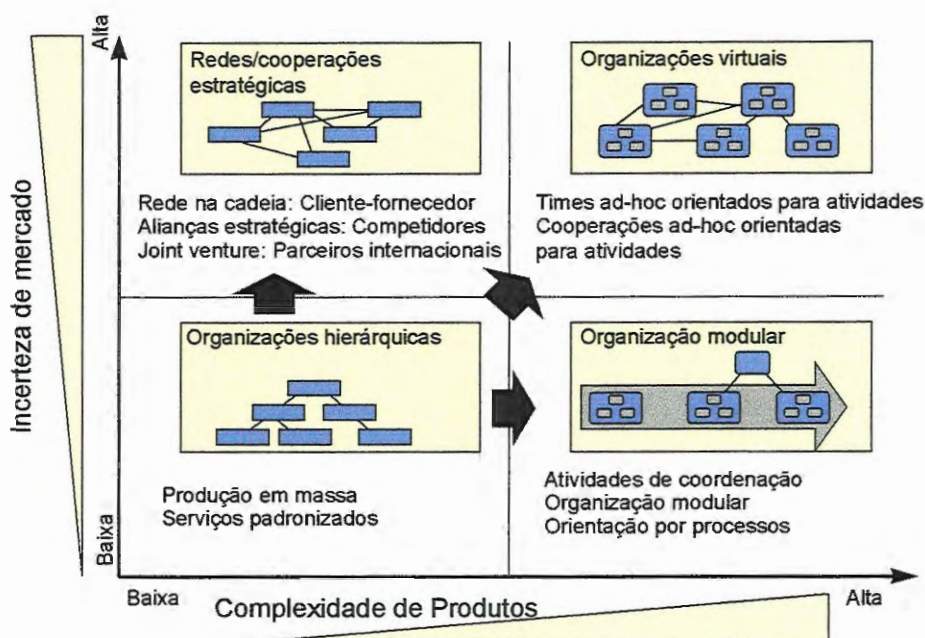 Alta
Redes/cooperações
estratégicas
Organizações virtuais
Rede na cadeia: Cliente-fornecedor
Alianças estratégicas: Competidores
Joint venture: Parceiros internacionais
Times ad-hoc orientados para atividades
Cooperações ad-hoc orientadas
para atividades
Incerteza de mercado
Organizações hierárquicas
Organização modular
Produção em massa
Serviços padronizados
Atividades de coordenação
Organização modular
Orientação por processos
Baixa
Baixa
Complexidade de Produtos
Alta